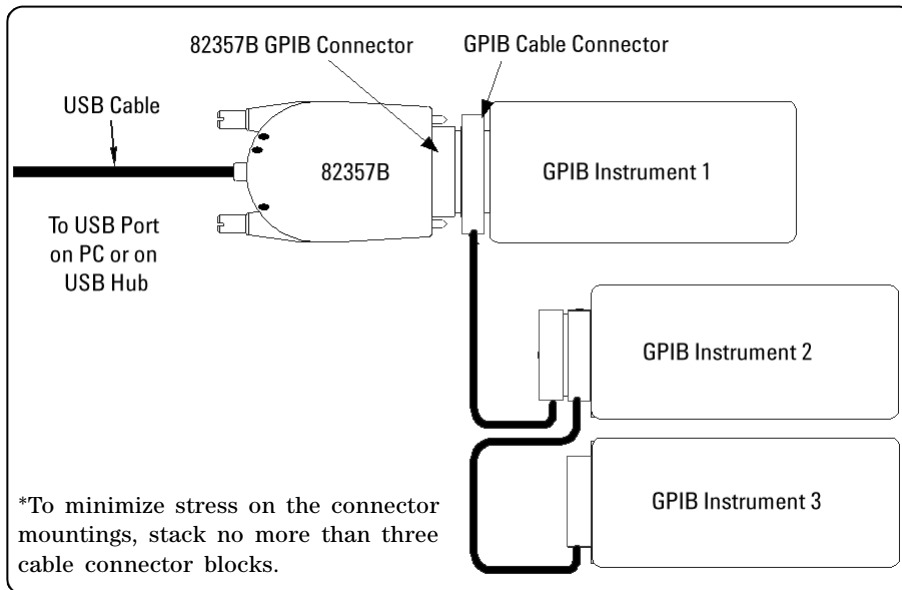 82357B GPIB Connector
GPIB Cable Connector
USB Cable
82357B
GPIB Instrument 1
To USB Port
on PC or on
USB Hub
GPIB Instrument 2
GPIB Instrument 3
*To minimize stress on the connector
mountings, stack no more than three
cable connector blocks.